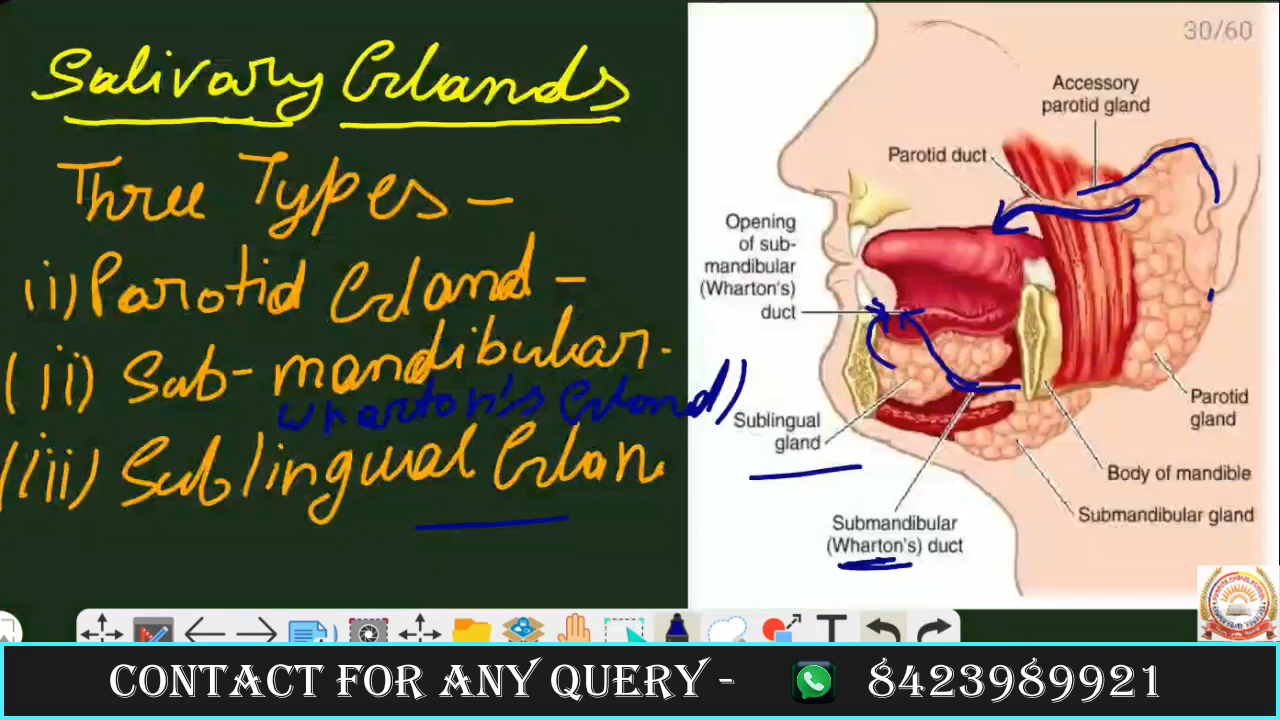 Salivary Glands
Three Types -
(i) Parotid Gland -
(ii) Sub-mandibular.
Wharton's Gland)
(iii) Sublingual Glan
30/60
Accessory
parotid gland
Parotid duct
Opening
of sub-
mandibular
(Wharton's)
duct
Sublingual
gland
Parotid
gland
Body of mandible
Submandibular gland
Submandibular
(Wharton's) duct
CONTACT FOR ANY QUERY - 8423989921